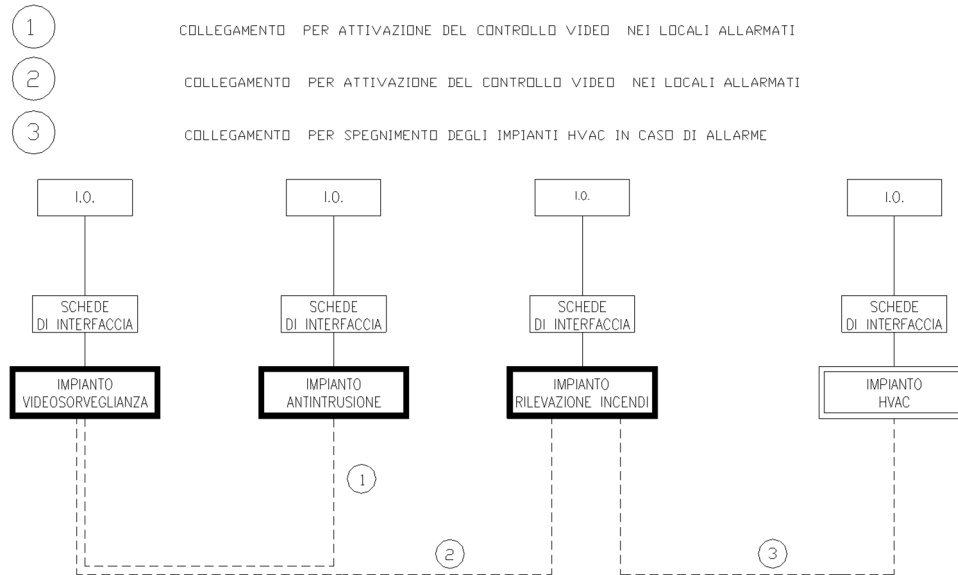 1 COLLEGAMENTO PER ATTIVAZIONE DEL CONTROLLO VIDEO NEI LOCALI ALLARMATI
2 COLLEGAMENTO PER ATTIVAZIONE DEL CONTROLLO VIDEO NEI LOCALI ALLARMATI
3 COLLEGAMENTO PER SPEGNIMENTO DEGLI IMPIANTI HVAC IN CASO DI ALLARME
I.O.
I.O.
I.O.
I.O.
SCHEDE
DI INTERFACCIA
SCHEDE
DI INTERFACCIA
SCHEDE
DI INTERFACCIA
SCHEDE
DI INTERFACCIA
IMPIANTO
VIDEOSORVEGLIANZA
IMPIANTO
ANTINTRUSIONE
IMPIANTO
RILEVAZIONE INCENDI
IMPIANTO
HVAC
1
2
3